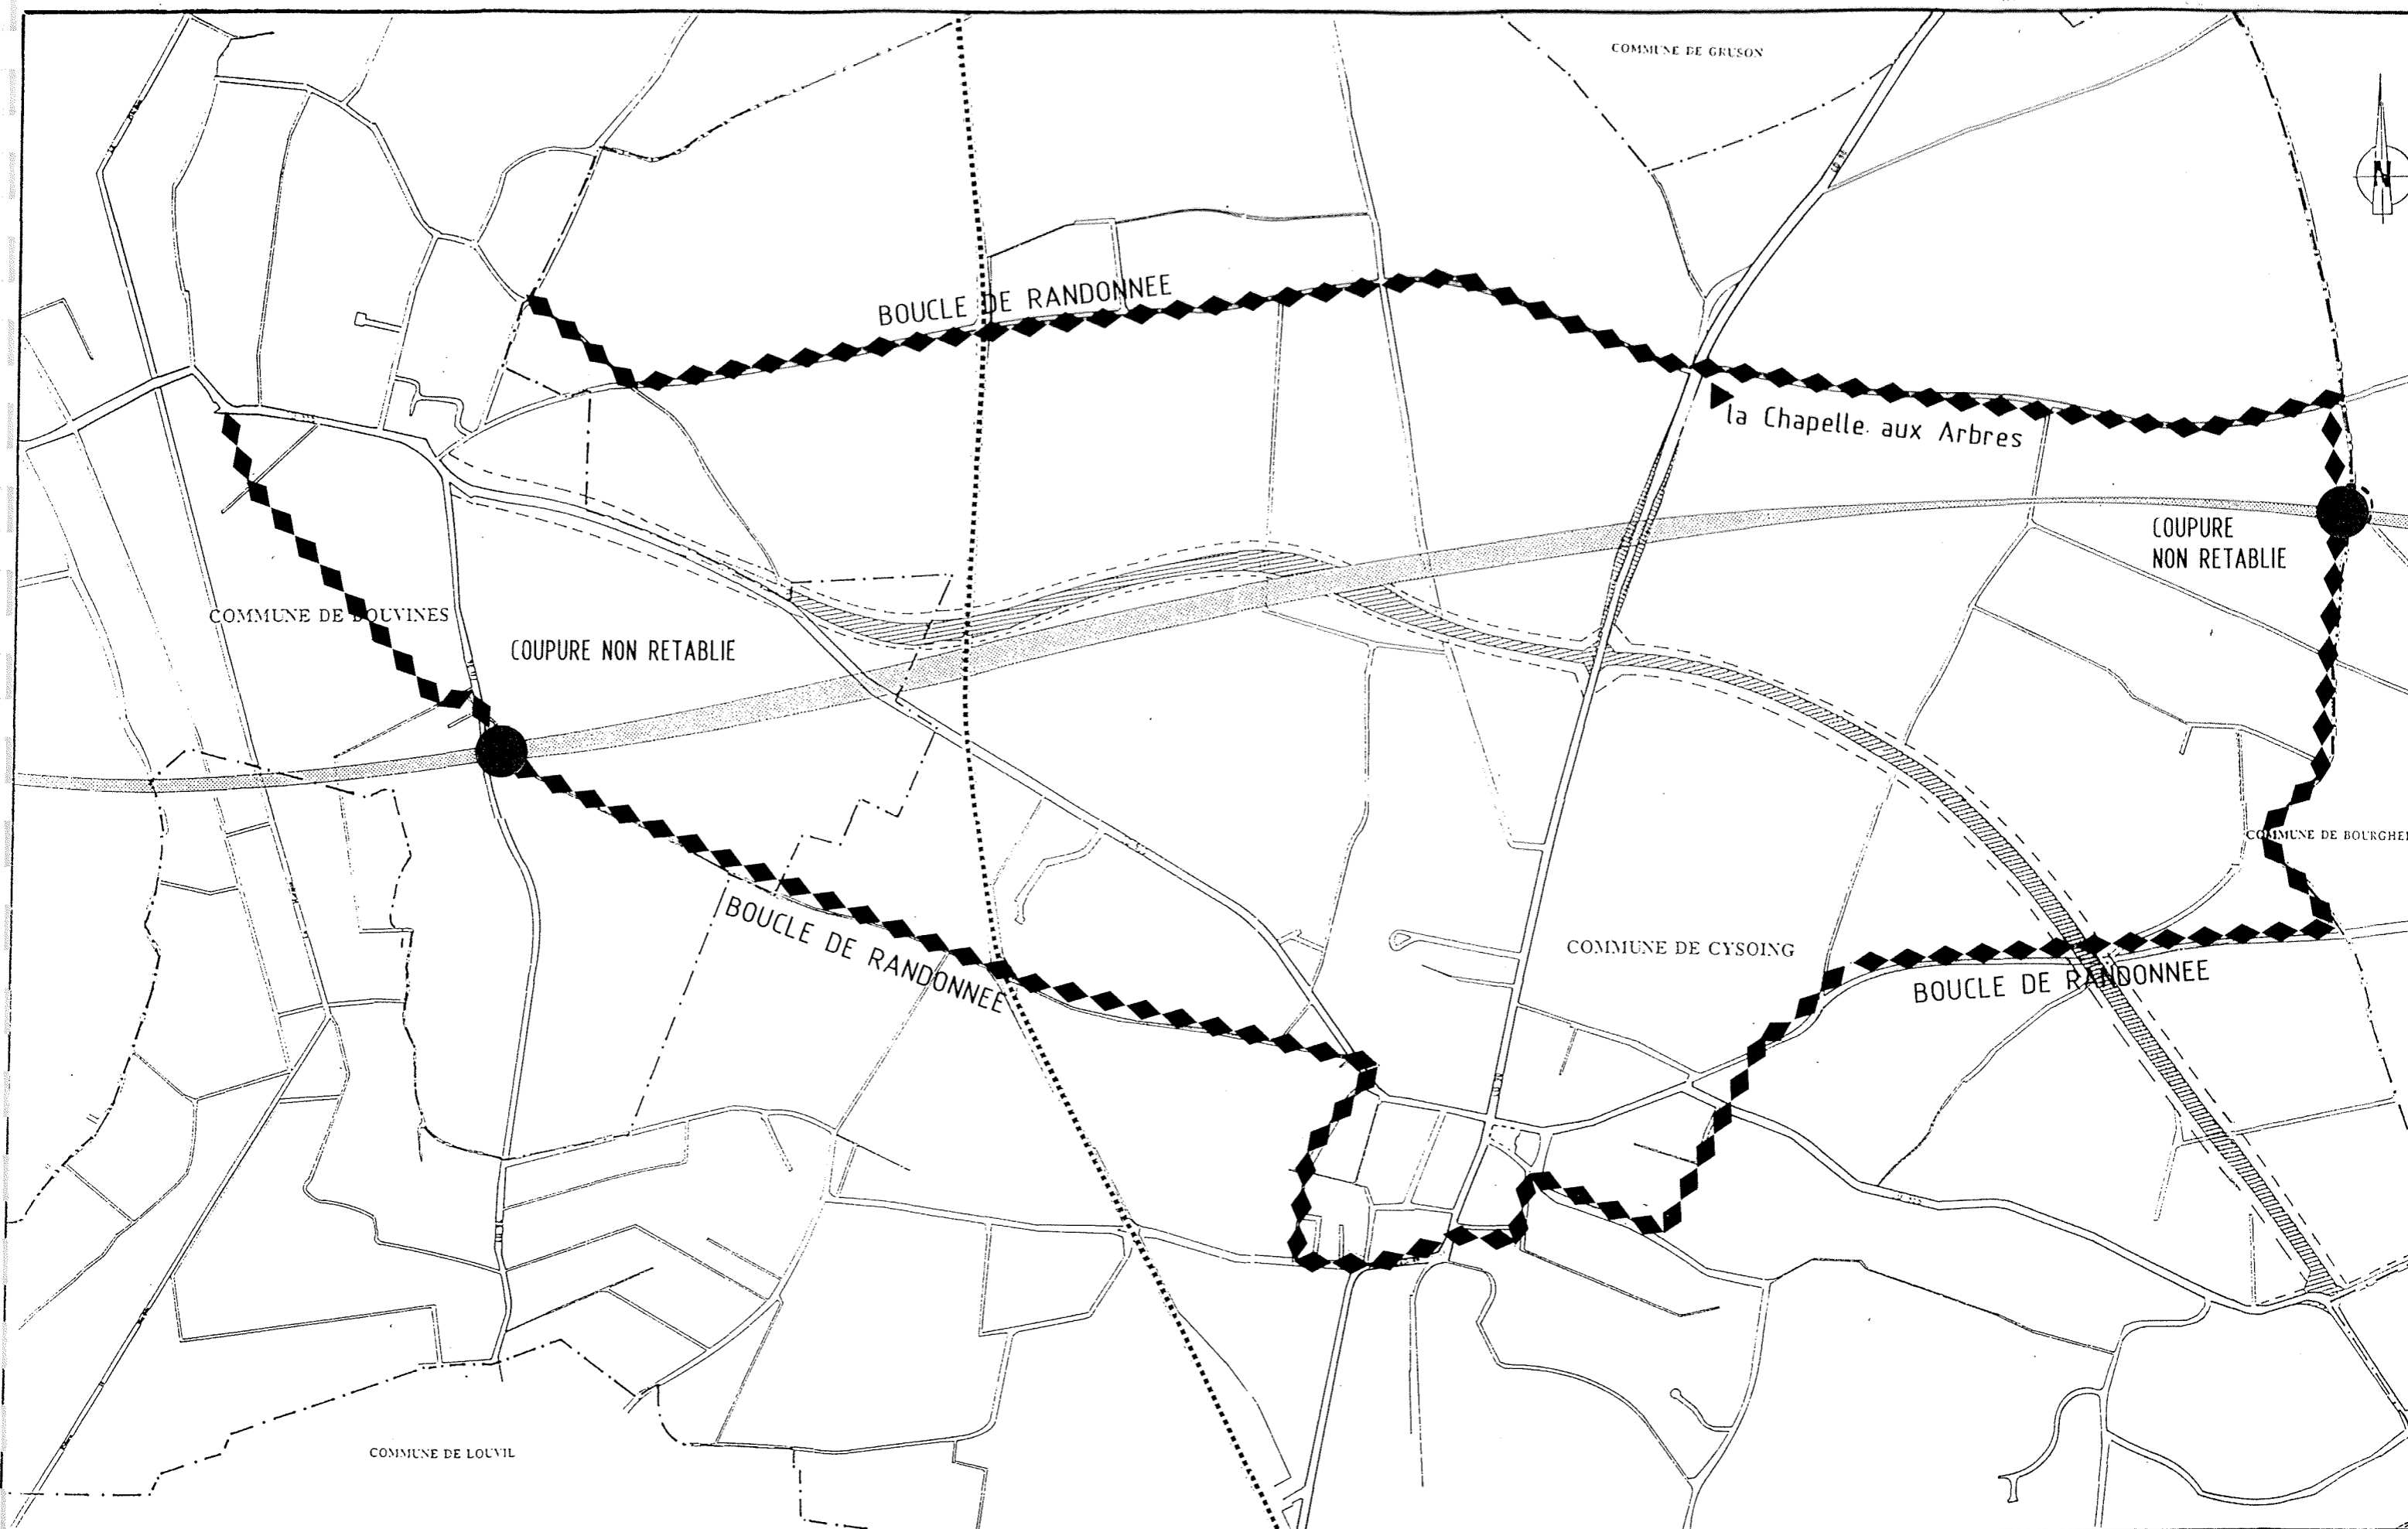 COMMUNE DE GRUSON
N
BOUCLE DE RANDONNEE
la Chapelle aux Arbres
COUPURE
NON RETABLIE
COMMUNE DE BOUVINES
COUPURE NON RETABLIE
BOUCLE DE RANDONNEE
COMMUNE DE CYSOING
BOUCLE DE RANDONNEE
COMMUNE DE LOUVIL